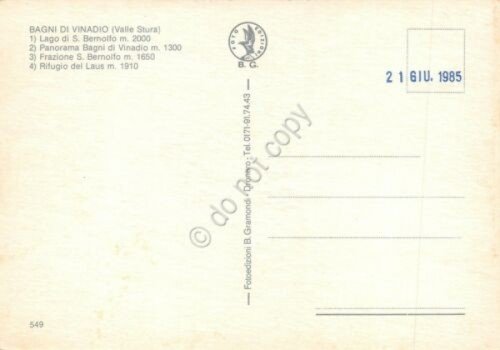 BAGNI DI VINADIO (Valle Stura)
1) Lago di S. Bernolfo m. 2000
2) Panorama Bagni di Vinadio m. 1300
3) Frazione S. Bernolfo m. 1650
4) Rifugio del Laus m. 1910
FOTO EDIZIONI
B. G.
21 GIU. 1985
Fotoedizioni B. Gramondi - Dronero - Tel. 0171-91.74.43
© do not copy
549